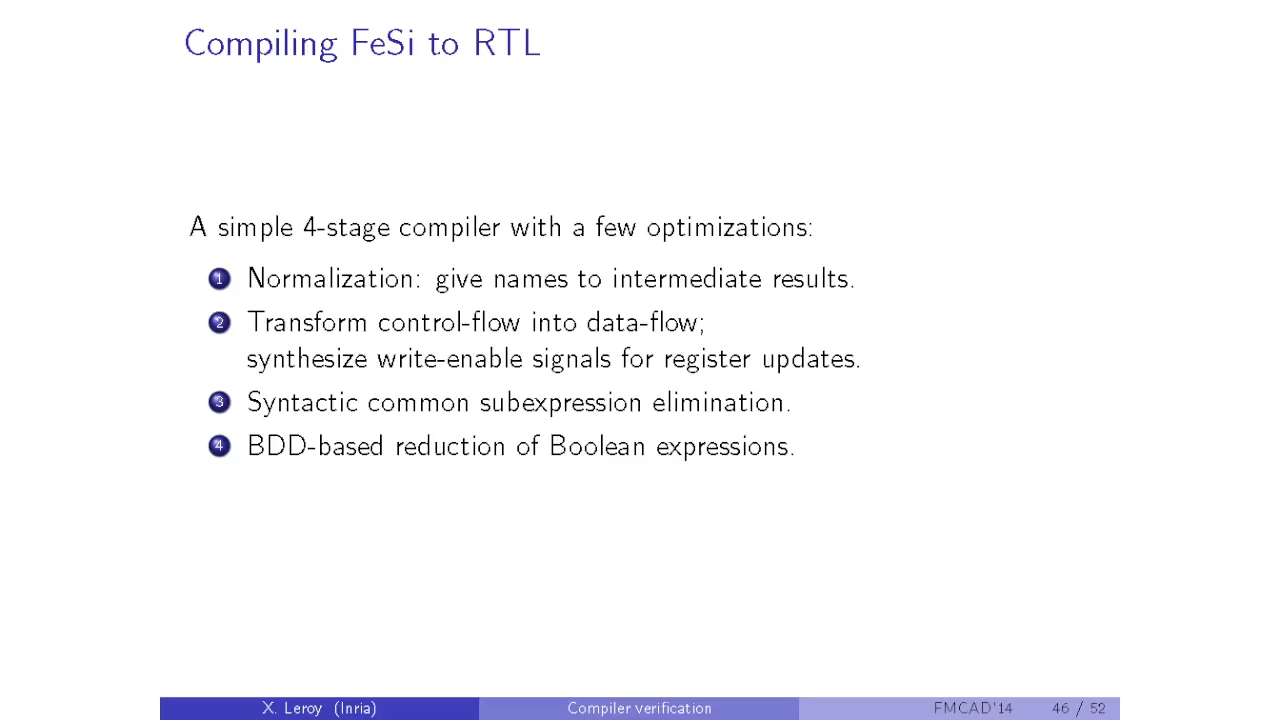 Compiling FeSi to RTL
A simple 4-stage compiler with a few optimizations:
1 Normalization: give names to intermediate results.
2 Transform control-flow into data-flow;
synthesize write-enable signals for register updates.
3 Syntactic common subexpression elimination.
4 BDD-based reduction of Boolean expressions.
X. Leroy (Inria) Compiler verification FMCAD'14 46 / 52